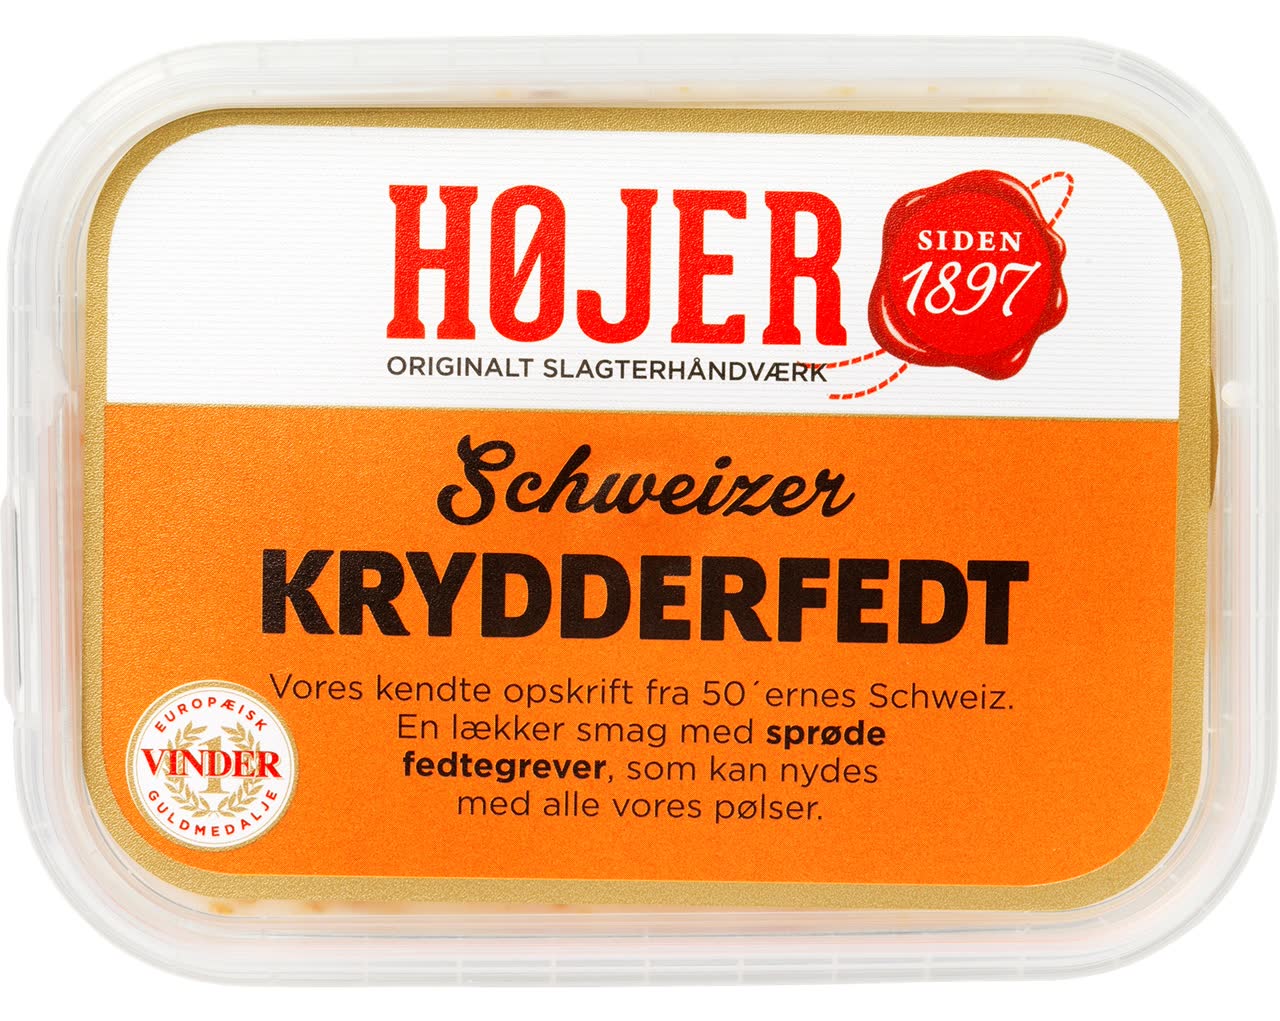 HØJER
ORIGINALT SLAGTERHÅNDVÆRK
SIDEN
1897
Schweizer
KRYDDERFEDT
Vores kendte opskrift fra 50´ernes Schweiz.
En lækker smag med sprøde
fedtegrever, som kan nydes
med alle vores pølser.
EUROPÆISK
1
VINDER
GULDMEDALJE